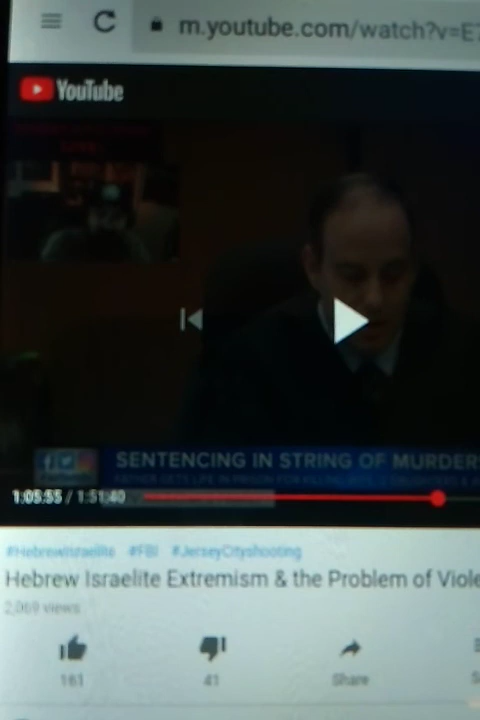 m.youtube.com/watch?v=E
YouTube
SENTENCING IN STRING OF MURDER
1:05:55 / 1:51:40
#HebrewIsraelite #FBI #JerseyCityshooting
Hebrew Israelite Extremism & the Problem of Viole
2,069 views
161
41
Share